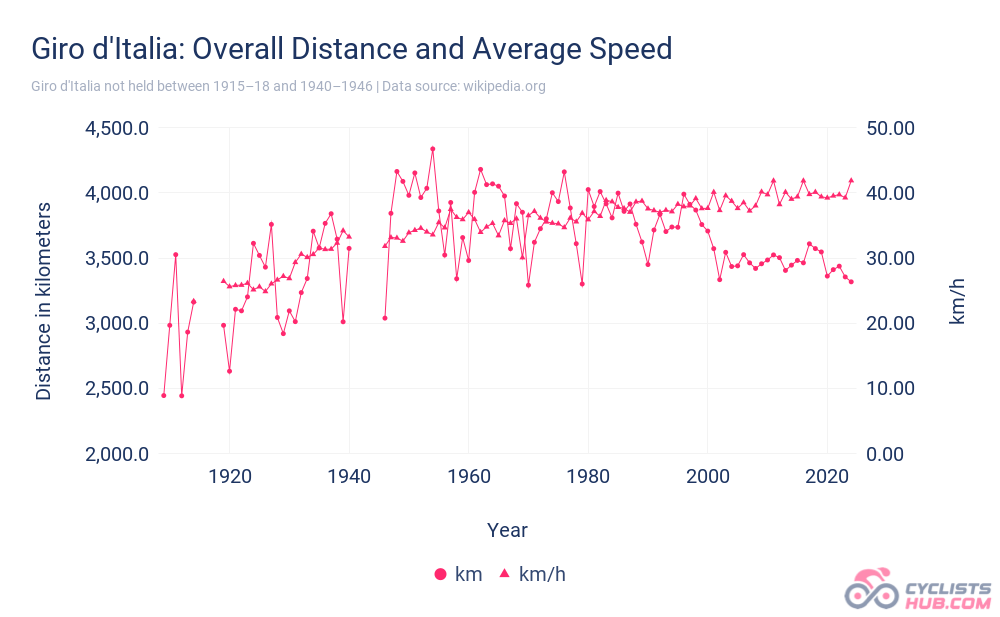 Giro d'Italia: Overall Distance and Average Speed
Giro d'Italia not held between 1915–18 and 1940–1946 | Data source: wikipedia.org
4,500.0
4,000.0
3,500.0
3,000.0
2,500.0
2,000.0
Distance in kilometers
50.00
40.00
30.00
20.00
10.00
0.00
km/h
1920 1940 1960 1980 2000 2020
Year
km km/h
CYCLISTS
HUB.COM